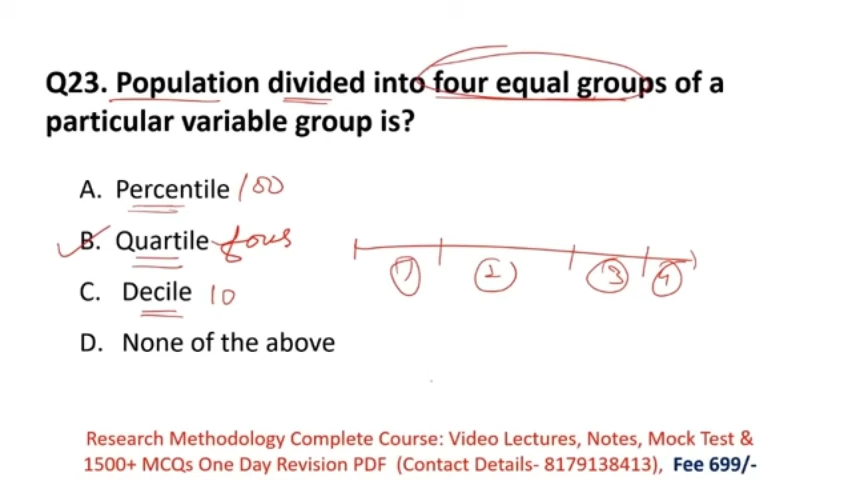 Q23. Population divided into four equal groups of a
particular variable group is?
A. Percentile 100
B. Quartile four
C. Decile 10
D. None of the above
1 2 3 4
Research Methodology Complete Course: Video Lectures, Notes, Mock Test &
1500+ MCQs One Day Revision PDF (Contact Details- 8179138413), Fee 699/-